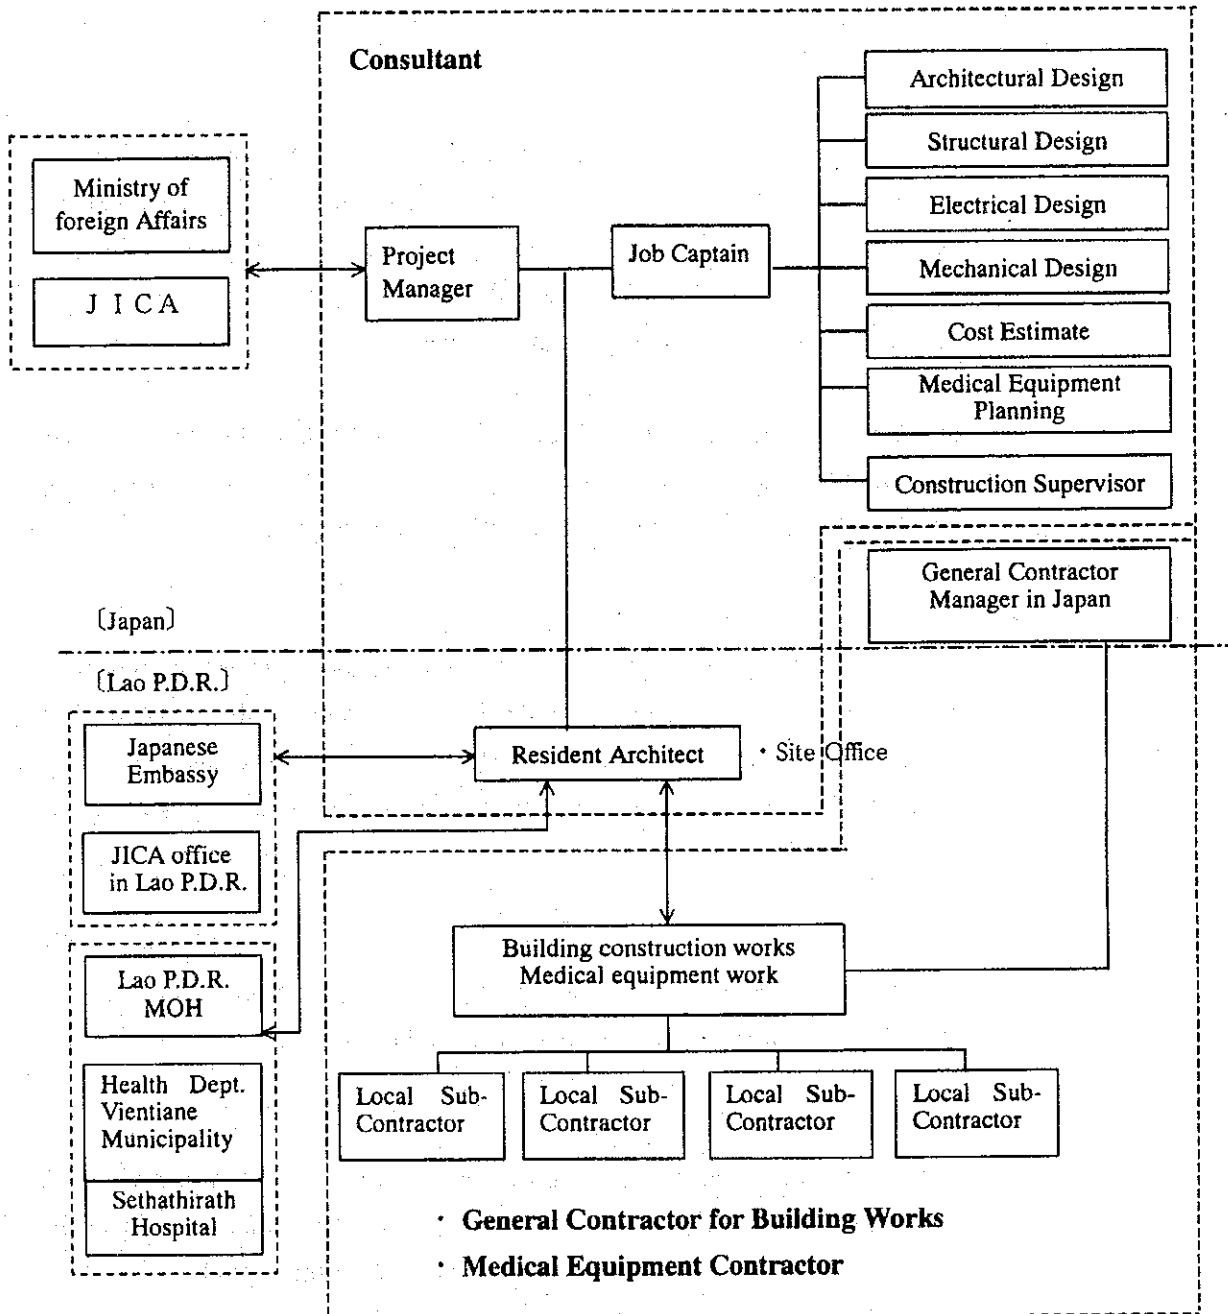 Consultant
Architectural Design
Structural Design
Electrical Design
Mechanical Design
Cost Estimate
Medical Equipment
Planning
Construction Supervisor
Ministry of
foreign Affairs
J I C A
Project
Manager
Job Captain
General Contractor
Manager in Japan
〔Japan〕
〔Lao P.D.R.〕
Japanese
Embassy
JICA office
in Lao P.D.R.
Resident Architect
・Site Office
Lao P.D.R.
MOH
Health Dept.
Vientiane
Municipality
Sethathirath
Hospital
Building construction works
Medical equipment work
Local Sub-
Contractor
Local Sub-
Contractor
Local Sub-
Contractor
Local Sub-
Contractor
・ General Contractor for Building Works
・ Medical Equipment Contractor